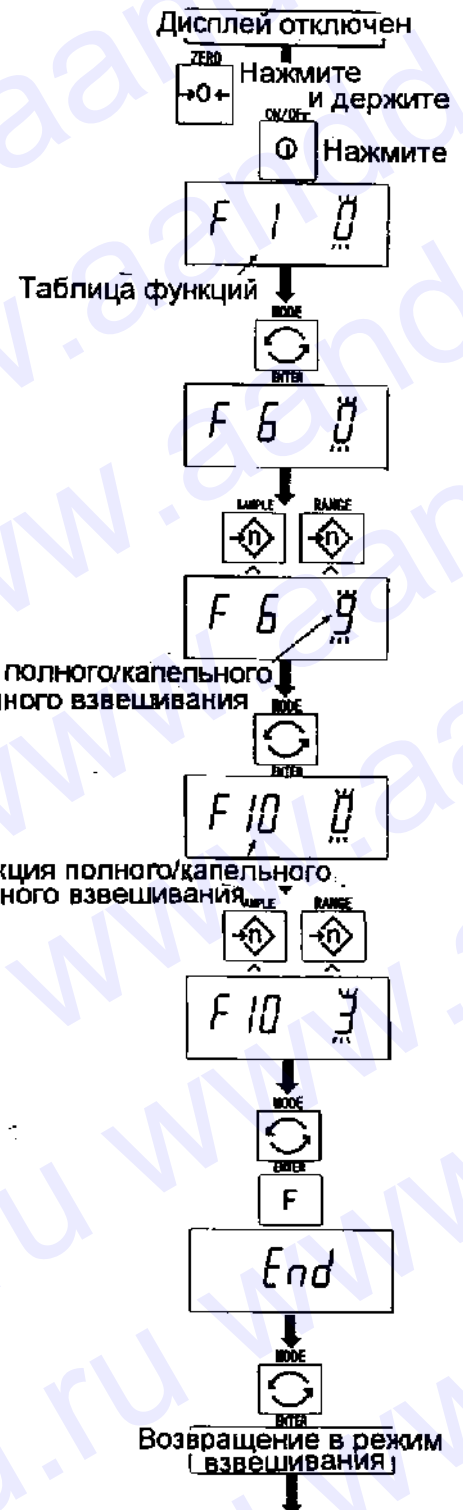 Дисплей отключен
ZERO
→0←
Нажмите
и держите
ON/OFF
Нажмите
F 1 0
Таблица функций
MODE
ENTER
F 6 0
SAMPLE RANGE
n n
F 6 9
полного/капельного
ного взвешивания
MODE
ENTER
F 10 0
кция полного/капельного
ного взвешивания
AMPLE RANGE
n n
F 10 3
MODE
ENTER
F
End
MODE
ENTER
Возвращение в режим
взвешивания